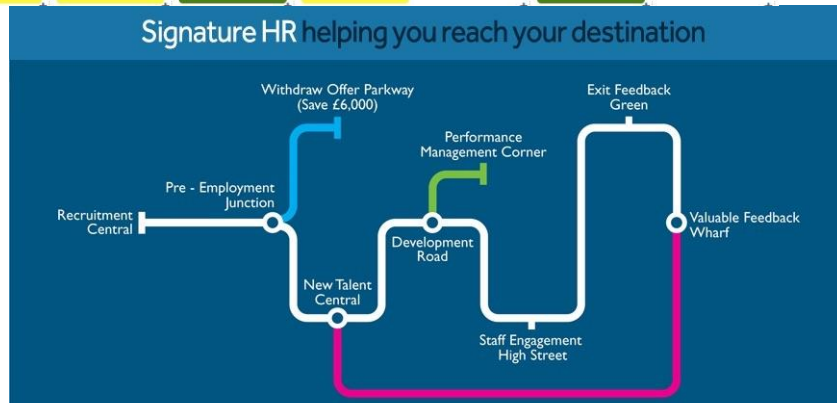 Signature HR helping you reach your destination
Withdraw Offer Parkway
(Save £6,000)
Exit Feedback
Green
Performance
Management Corner
Pre - Employment
Junction
Recruitment
Central
Development
Road
Valuable Feedback
Wharf
New Talent
Central
Staff Engagement
High Street